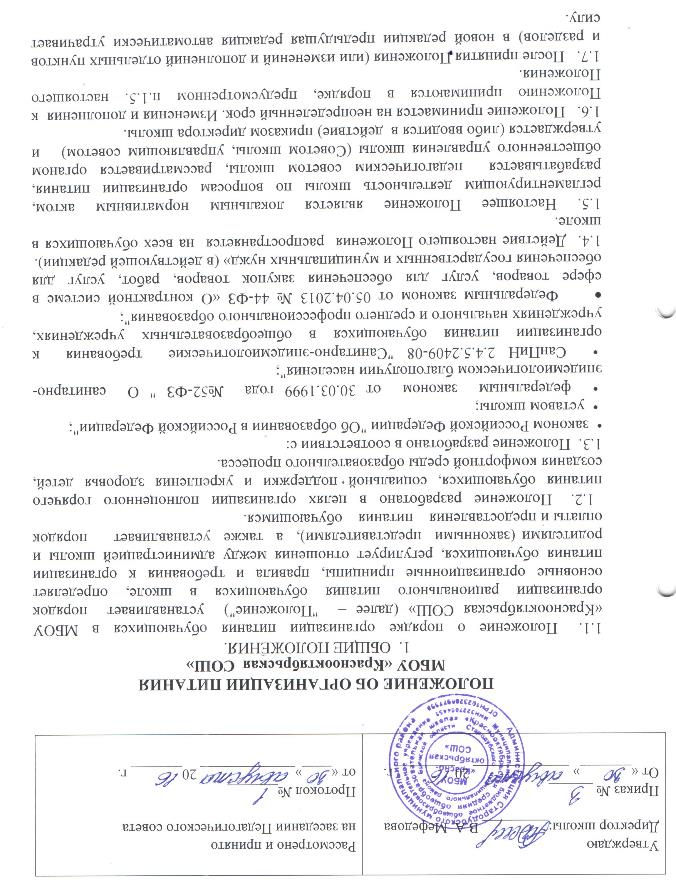 Утверждаю
Директор школы: В.А. Мефедова
Приказ № 3
От « 30 » августа 2016 г.
Рассмотрено и принято
на заседании Педагогического совета
Протокол № 1
от « 30 » августа 2016 г.
МБОУ
«Красно-
октябрьская
СОШ»
ПОЛОЖЕНИЕ ОБ ОРГАНИЗАЦИИ ПИТАНИЯ
МБОУ «Краснооктябрьская СОШ»
1. ОБЩИЕ ПОЛОЖЕНИЯ.
1.1. Положение о порядке организации питания обучающихся в МБОУ
«Краснооктябрьская СОШ» (далее – "Положение") устанавливает порядок
организации рационального питания обучающихся в школе, определяет
основные организационные принципы, правила и требования к организации
питания обучающихся, регулирует отношения между администрацией школы и
родителями (законными представителями), а также устанавливает порядок
оплаты и предоставления питания обучающимся.
1.2. Положение разработано в целях организации полноценного горячего
питания обучающихся, социальной поддержки и укрепления здоровья детей,
создания комфортной среды образовательного процесса.
1.3. Положение разработано в соответствии с:
• законом Российской Федерации "Об образовании в Российской Федерации";
• уставом школы;
• федеральным законом от 30.03.1999 года №52-ФЗ " О санитарно-
эпидемиологическом благополучии населения";
• СанПиН 2.4.5.2409-08 "Санитарно-эпидемиологические требования к
организации питания обучающихся в общеобразовательных учреждениях,
учреждениях начального и среднего профессионального образования";
• Федеральным законом от 05.04.2013 № 44-ФЗ «О контрактной системе в
сфере товаров, услуг для обеспечения закупок товаров, работ, услуг для
обеспечения государственных и муниципальных нужд» (в действующей редакции).
1.4. Действие настоящего Положения распространяется на всех обучающихся в
школе.
1.5. Настоящее Положение является локальным нормативным актом,
регламентирующим деятельность школы по вопросам организации питания,
разрабатывается педагогическим советом школы, рассматривается органом
общественного управления школы (Советом школы, управляющим советом) и
утверждается (либо вводится в действие) приказом директора школы.
1.6. Положение принимается на неопределенный срок. Изменения и дополнения к
Положению принимаются в порядке, предусмотренном п.1.5. настоящего
Положения.
1.7. После принятия Положения (или изменений и дополнений отдельных пунктов
и разделов) в новой редакции предыдущая редакция автоматически утрачивает
силу.